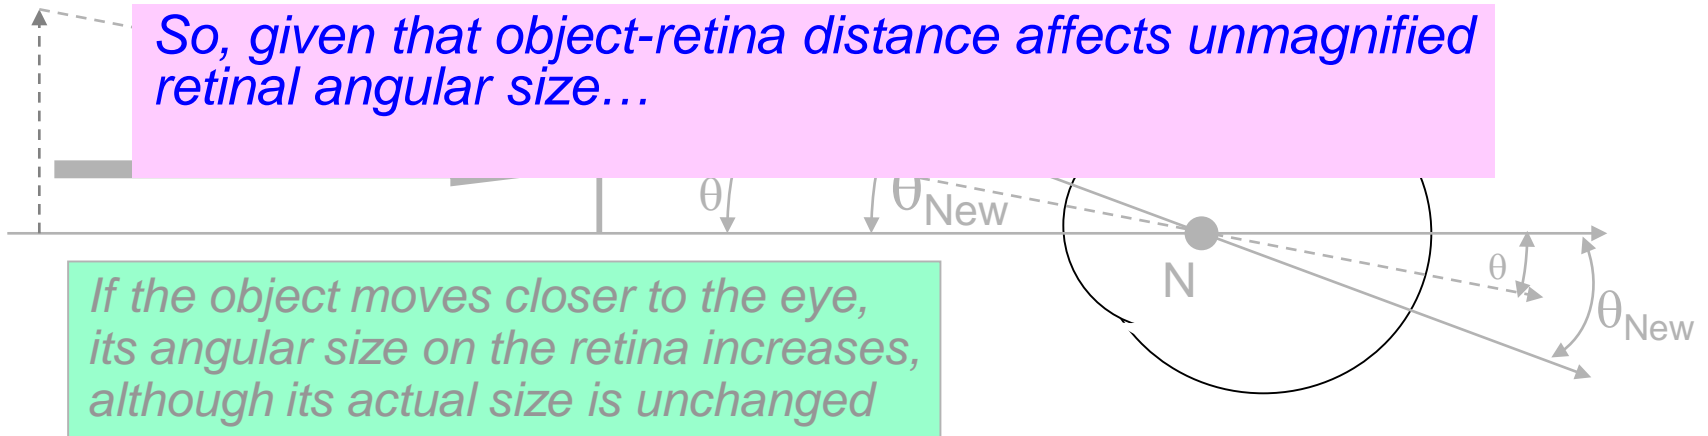 So, given that object-retina distance affects unmagnified
retinal angular size…
θ
θNew
N
θ
θNew
If the object moves closer to the eye,
its angular size on the retina increases,
although its actual size is unchanged